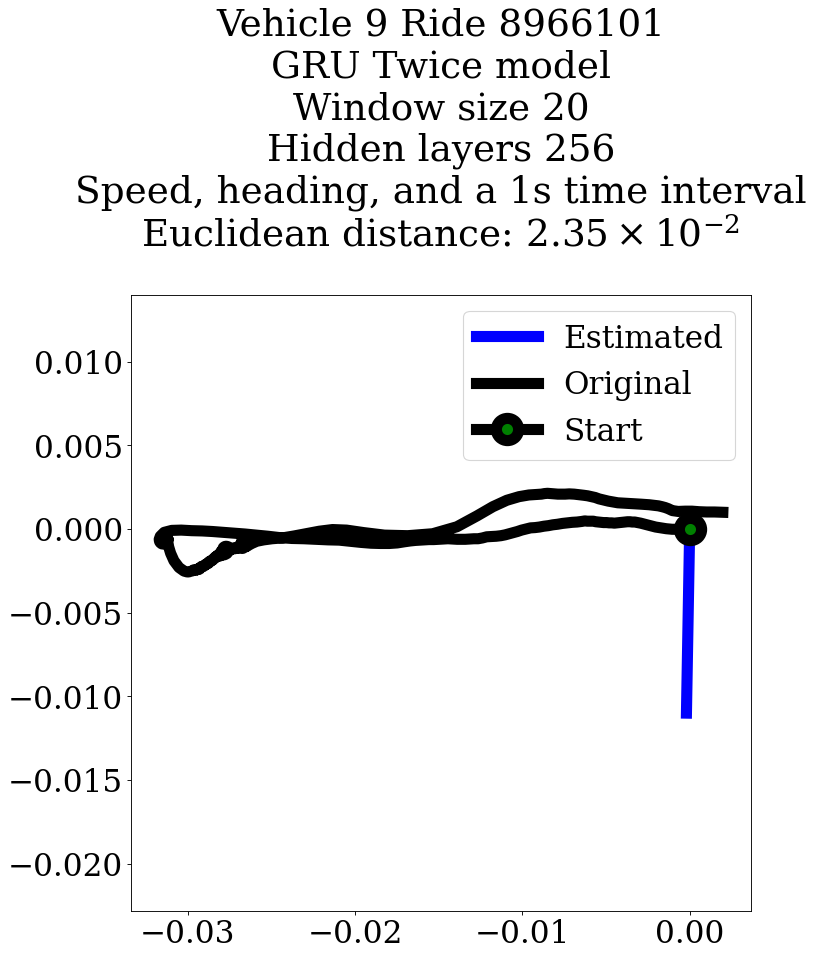 Vehicle 9 Ride 8966101
GRU Twice model
Window size 20
Hidden layers 256
Speed, heading, and a 1s time interval
Euclidean distance: 2.35 × 10⁻²
Estimated
Original
Start
0.010
0.005
0.000
−0.005
−0.010
−0.015
−0.020
−0.03 −0.02 −0.01 0.00